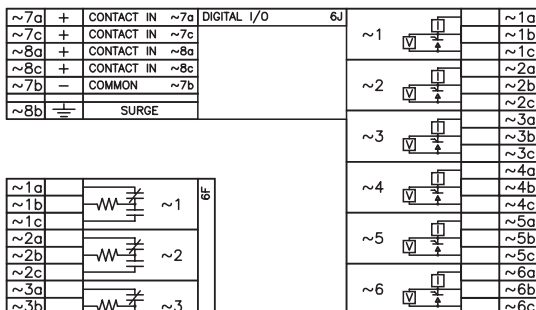 ~7a + CONTACT IN ~7a DIGITAL I/O 6J
~7c + CONTACT IN ~7c
~8a + CONTACT IN ~8a
~8c + CONTACT IN ~8c
~7b − COMMON ~7b
~8b SURGE
~1 V I ~1a
~1b
~1c
~2 V I ~2a
~2b
~2c
~3 V I ~3a
~3b
~3c
~4 V I ~4a
~4b
~4c
~5 V I ~5a
~5b
~5c
~6 V I ~6a
~6b
~6c
6F
~1a
~1b ~1
~1c
~2a
~2b ~2
~2c
~3a
~3b ~3